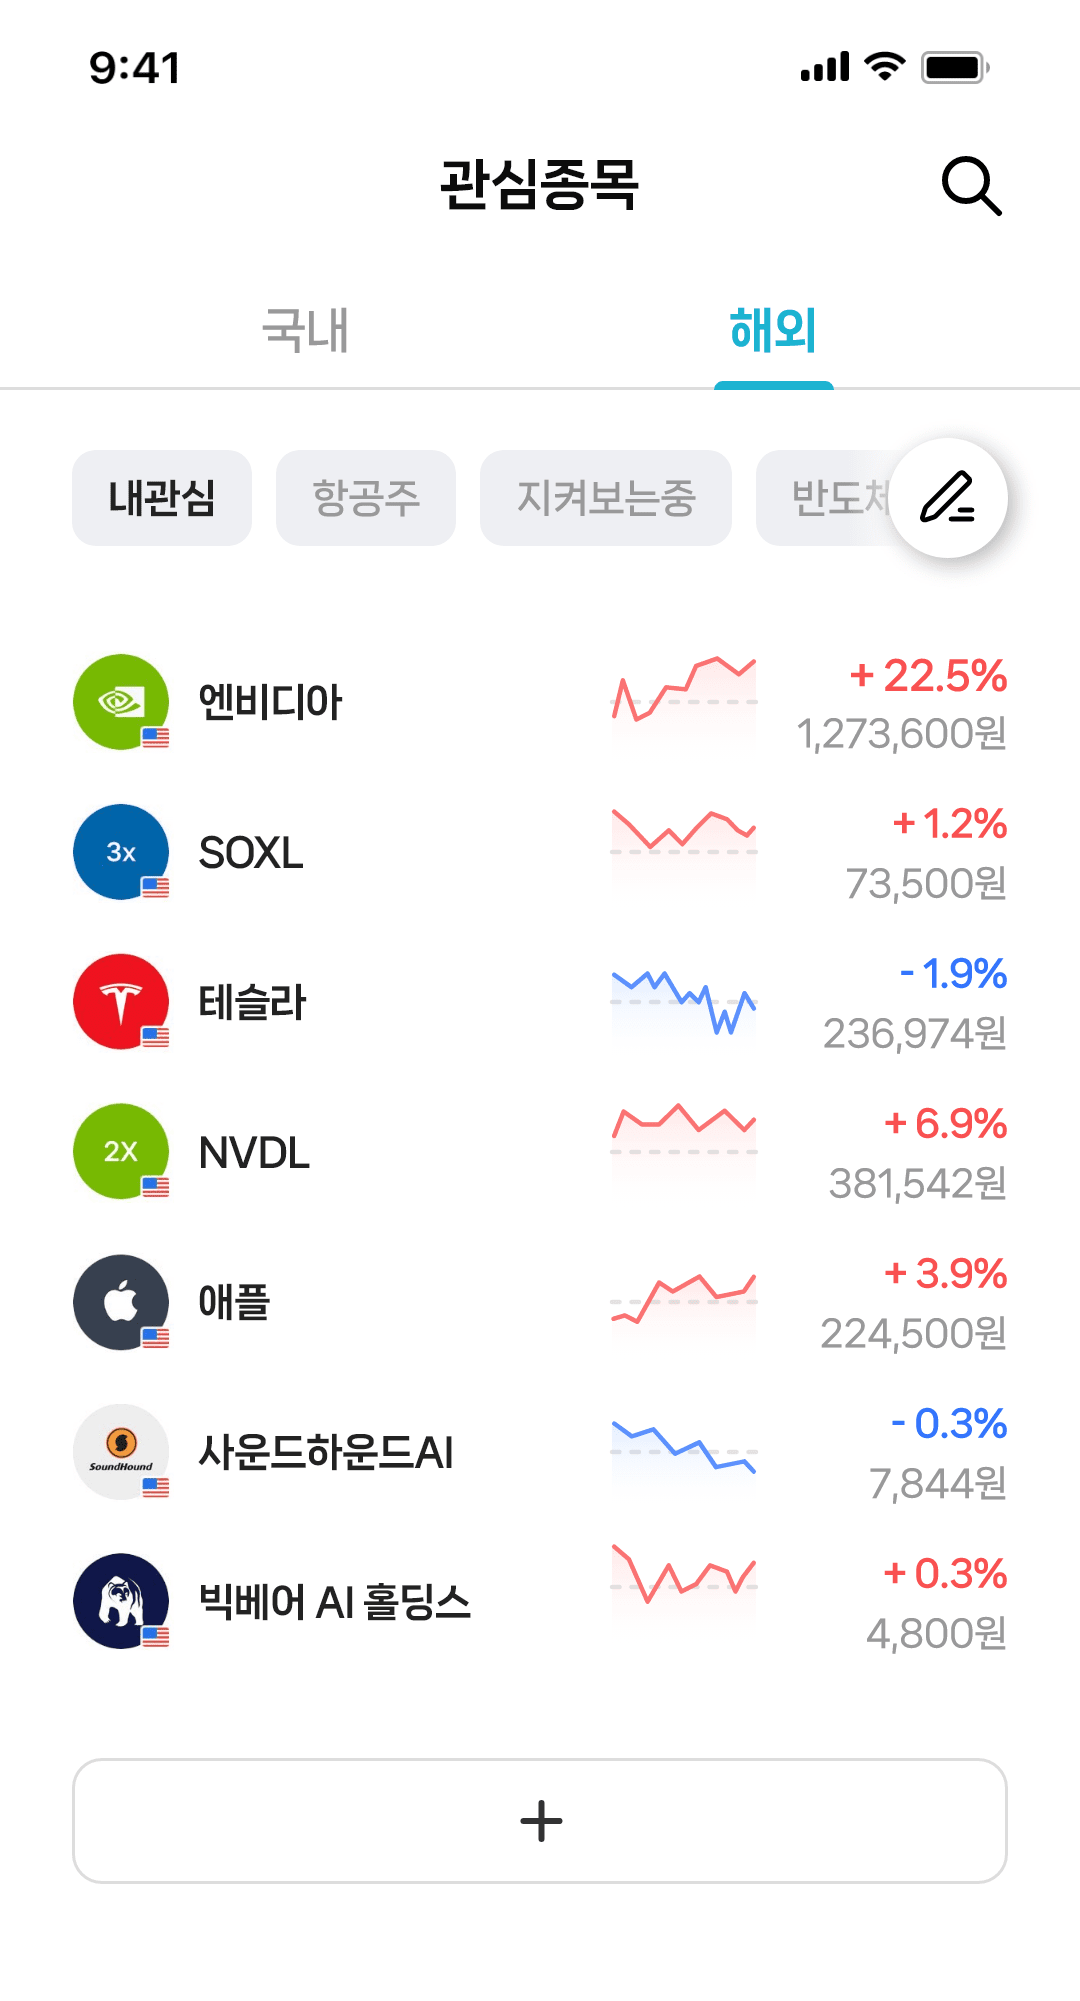 9:41
관심종목
국내 해외
내관심 항공주 지켜보는중 반도체
엔비디아 + 22.5%
1,273,600원
3x SOXL + 1.2%
73,500원
테슬라 - 1.9%
236,974원
2X NVDL + 6.9%
381,542원
애플 + 3.9%
224,500원
SoundHound 사운드하운드AI - 0.3%
7,844원
빅베어 AI 홀딩스 + 0.3%
4,800원
+